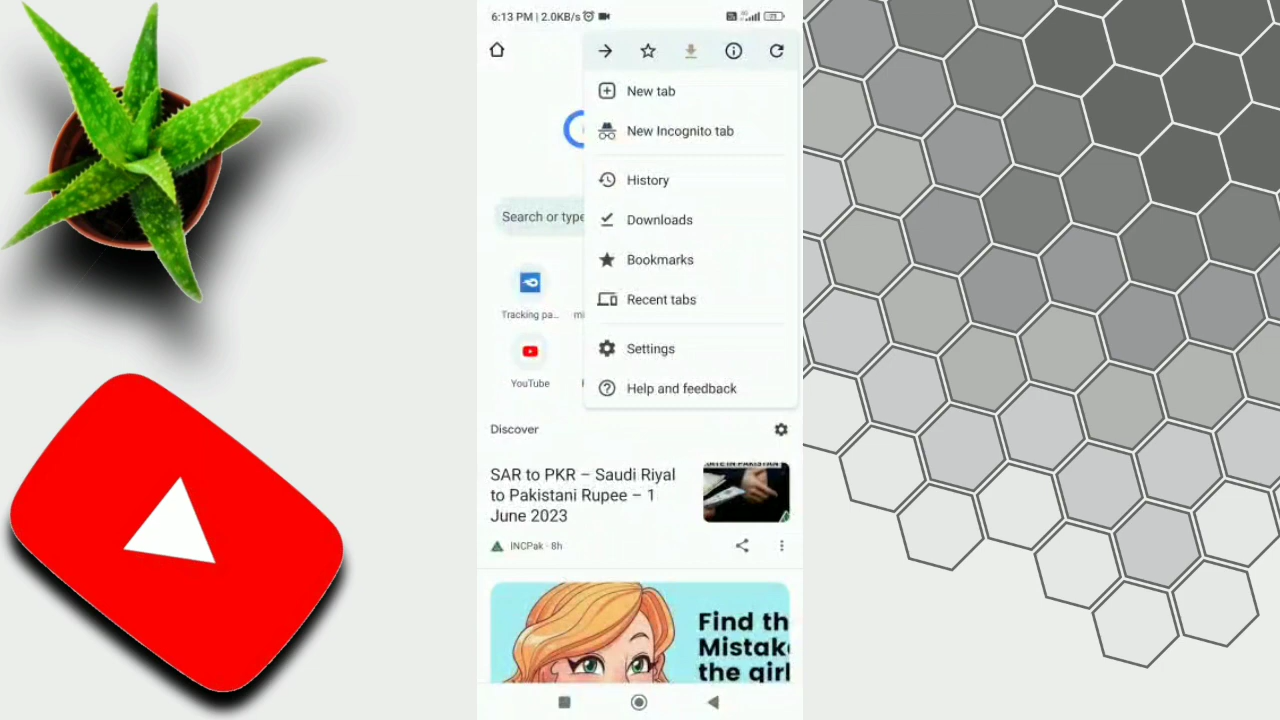 6:13 PM | 2.0KB/s
New tab
New Incognito tab
History
Search or type
Downloads
Bookmarks
Recent tabs
Tracking pa...
Settings
YouTube
Help and feedback
Discover
SAR to PKR – Saudi Riyal
to Pakistani Rupee – 1
June 2023
INCPak · 8h
Find th
Mistak
the girl